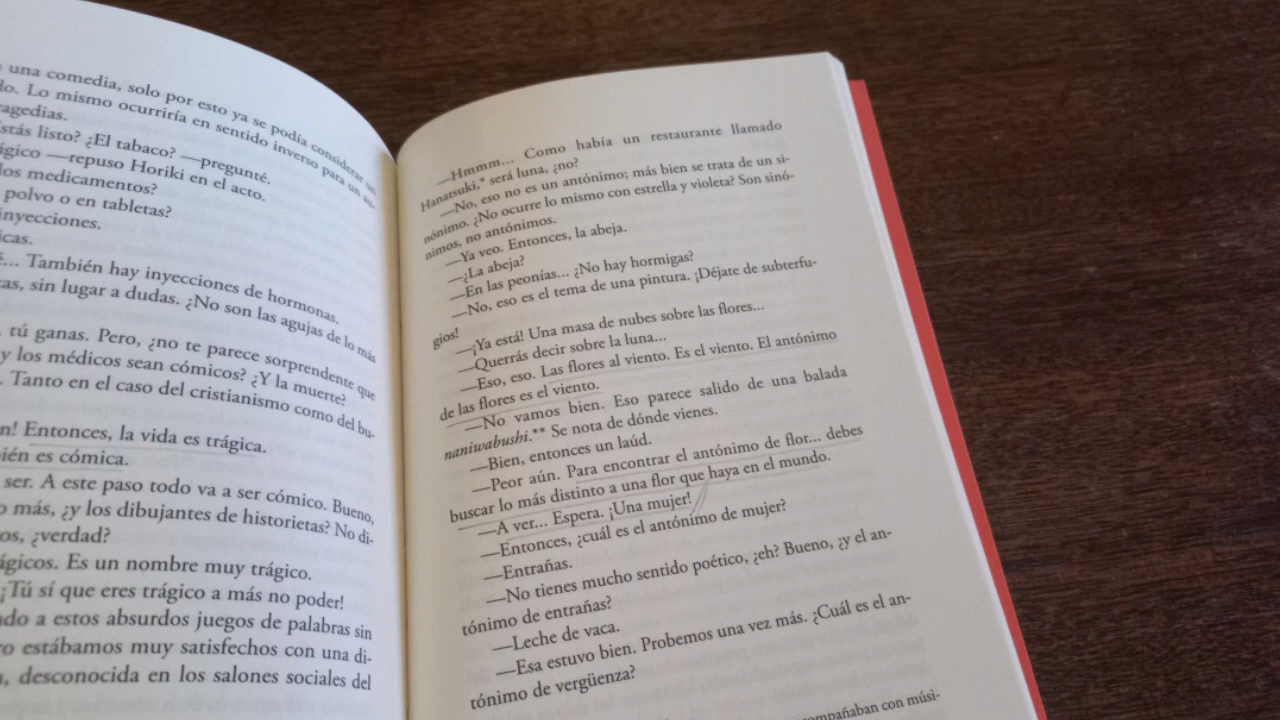 una comedia, solo por esto ya se podía considerar un
lo. Lo mismo ocurriría en sentido inverso para un au-
ragedias.
stás listo? ¿El tabaco? —pregunté.
ágico —repuso Horiki en el acto.
los medicamentos?
polvo o en tabletas?
inyecciones.
icas.
... También hay inyecciones de hormonas.
cas, sin lugar a dudas. ¿No son las agujas de lo más
tú ganas. Pero, ¿no te parece sorprendente que
y los médicos sean cómicos? ¿Y la muerte?
. Tanto en el caso del cristianismo como del bu-
n! Entonces, la vida es trágica.
ién es cómica.
ser. A este paso todo va a ser cómico. Bueno,
o más, ¿y los dibujantes de historietas? No di-
os, ¿verdad?
ágicos. Es un nombre muy trágico.
¡Tú sí que eres trágico a más no poder!
ndo a estos absurdos juegos de palabras sin
ro estábamos muy satisfechos con una di-
, desconocida en los salones sociales del
—Hmmm... Como había un restaurante llamado
Hanatsuki,* será luna, ¿no?
—No, eso no es un antónimo; más bien se trata de un si-
nónimo. ¿No ocurre lo mismo con estrella y violeta? Son sinó-
nimos, no antónimos.
—Ya veo. Entonces, la abeja.
—¿La abeja?
—En las peonías... ¿No hay hormigas?
—No, eso es el tema de una pintura. ¡Déjate de subterfu-
gios!
—¡Ya está! Una masa de nubes sobre las flores...
—Querrás decir sobre la luna...
—Eso, eso. Las flores al viento. Es el viento. El antónimo
de las flores es el viento.
—No vamos bien. Eso parece salido de una balada
naniwabushi.** Se nota de dónde vienes.
—Bien, entonces un laúd.
—Peor aún. Para encontrar el antónimo de flor... debes
buscar lo más distinto a una flor que haya en el mundo.
—A ver... Espera. ¡Una mujer!
—Entonces, ¿cuál es el antónimo de mujer?
—Entrañas.
—No tienes mucho sentido poético, ¿eh? Bueno, ¿y el an-
tónimo de entrañas?
—Leche de vaca.
—Esa estuvo bien. Probemos una vez más. ¿Cuál es el an-
tónimo de vergüenza?
ompañaban con músi-